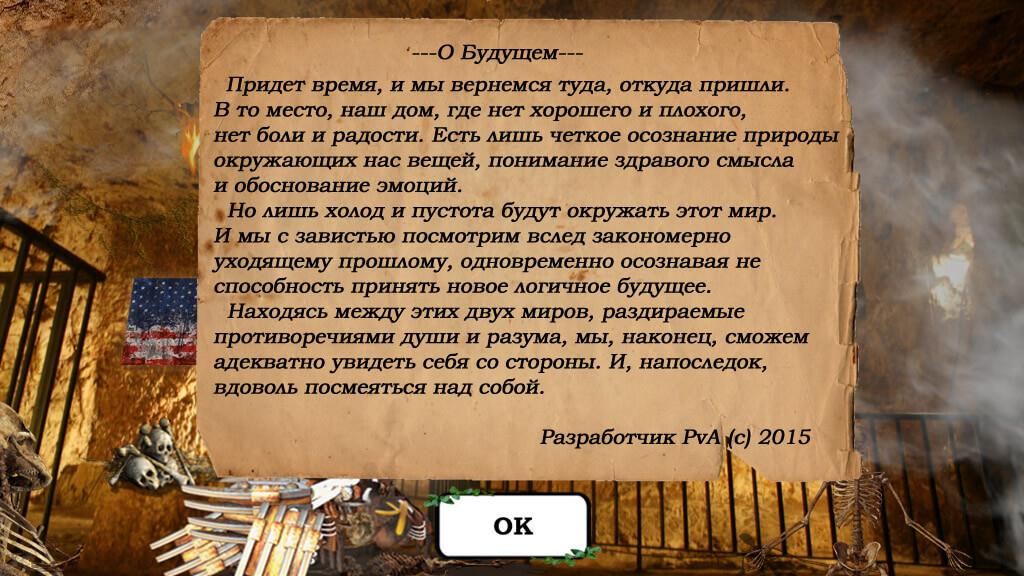 ---О Будущем---
Придет время, и мы вернемся туда, откуда пришли.
В то место, наш дом, где нет хорошего и плохого,
нет боли и радости. Есть лишь четкое осознание природы
окружающих нас вещей, понимание здравого смысла
и обоснование эмоций.
Но лишь холод и пустота будут окружать этот мир.
И мы с завистью посмотрим вслед закономерно
уходящему прошлому, одновременно осознавая не
способность принять новое логичное будущее.
Находясь между этих двух миров, раздираемые
противоречиями души и разума, мы, наконец, сможем
адекватно увидеть себя со стороны. И, напоследок,
вдоволь посмеяться над собой.
Разработчик PvA (c) 2015
OK